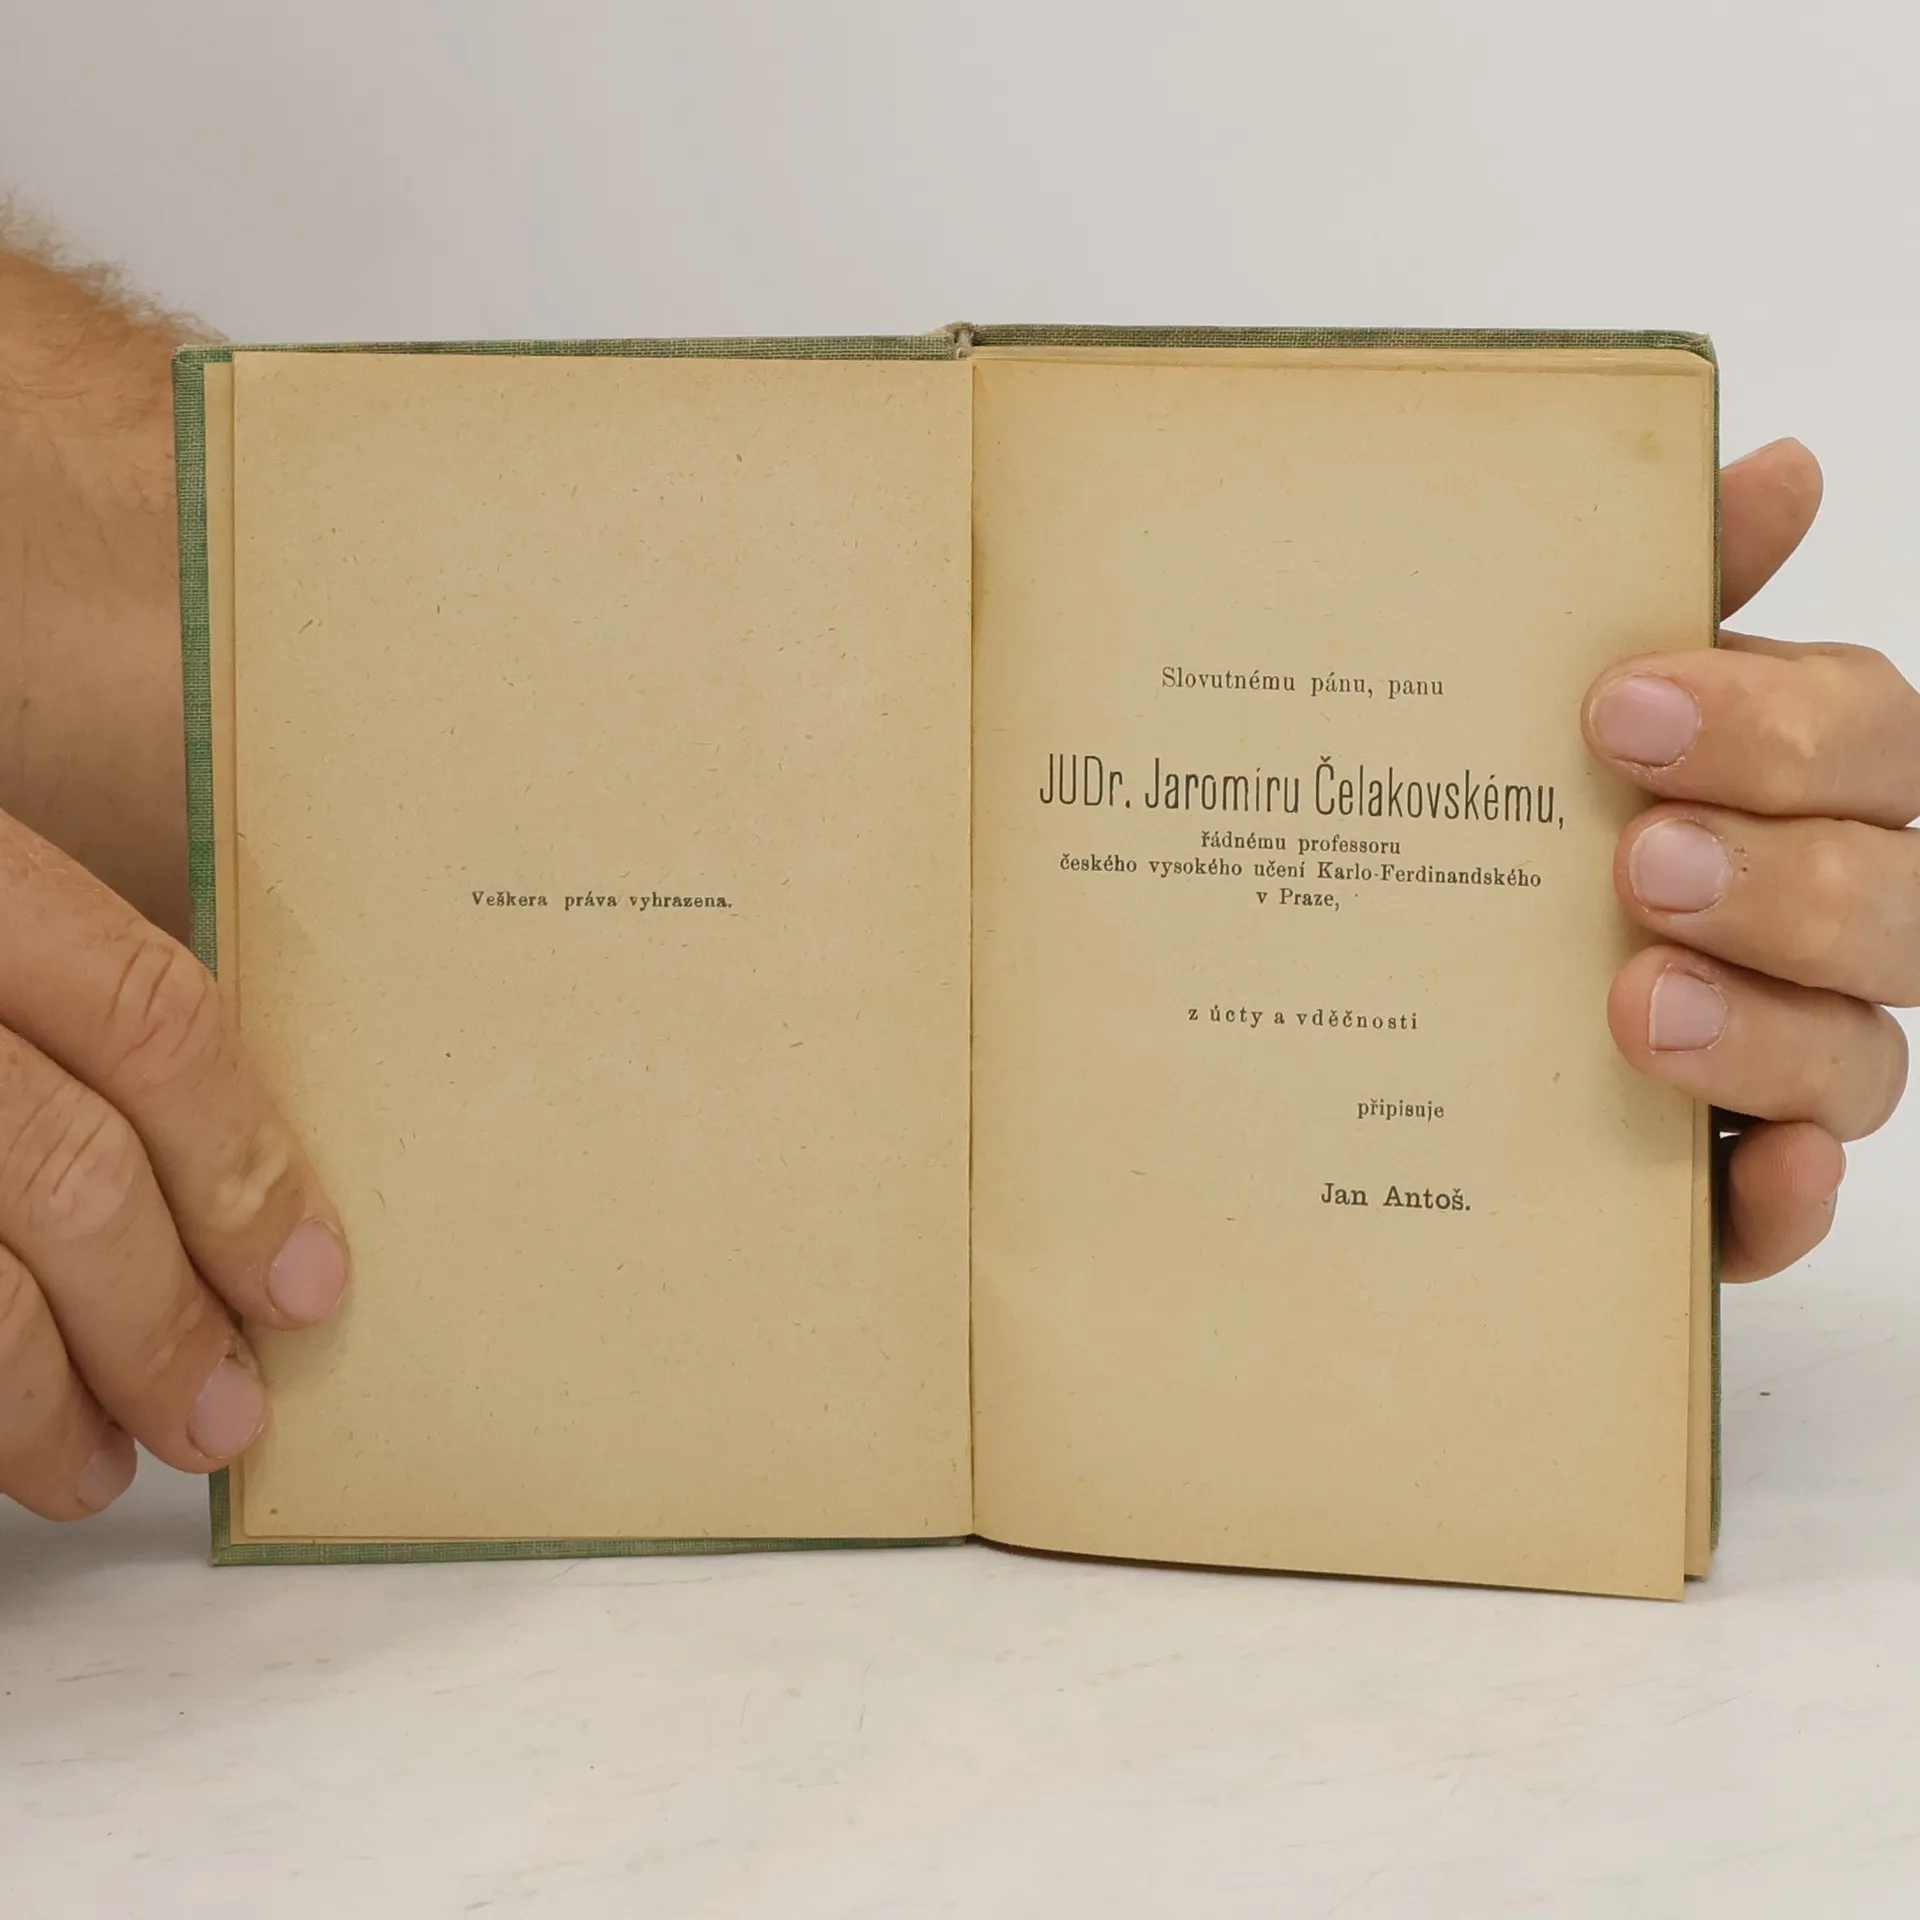 Veškera práva vyhrazena.
Slovutnému pánu, panu
JUDr. Jaromíru Čelakovskému,
řádnému professoru
českého vysokého učení Karlo-Ferdinandského
v Praze,
z úcty a vděčnosti
připisuje
Jan Antoš.